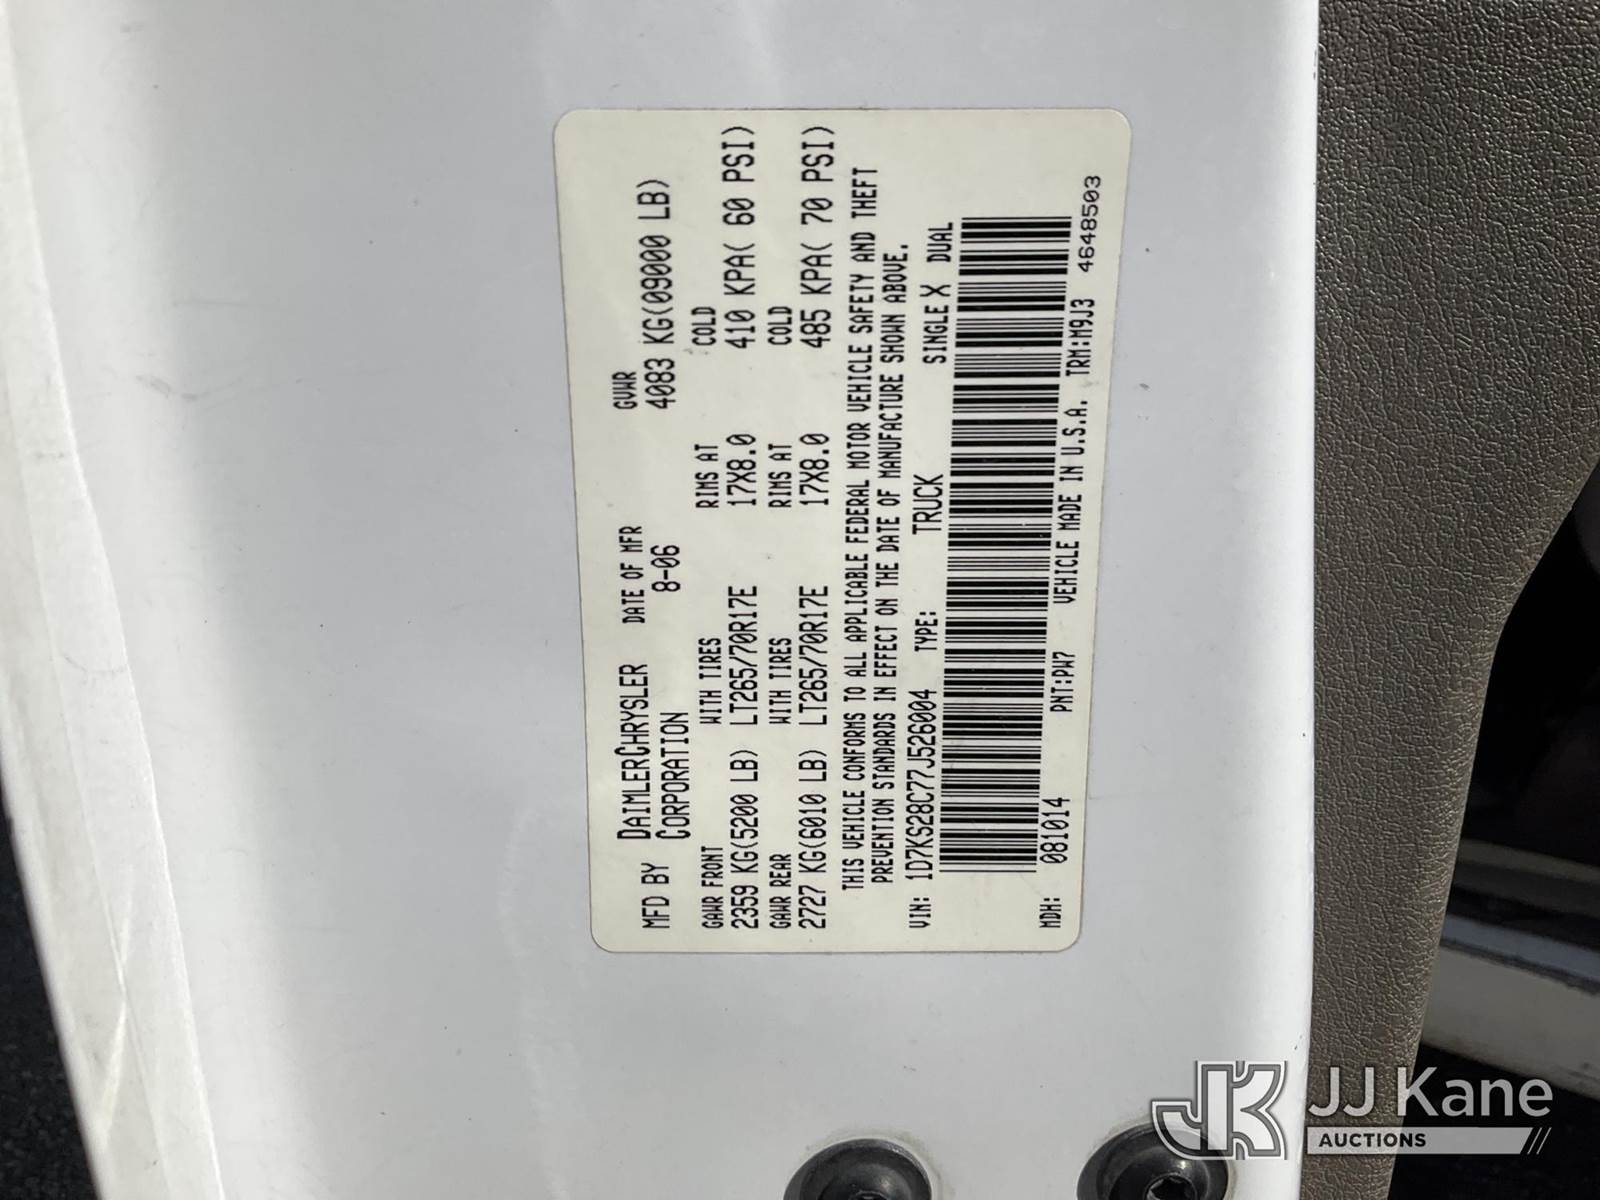 MFD BY DAIMLERCHRYSLER CORPORATION
DATE OF MFR 8-06
GVWR 4083 KG(09000 LB)
GAWR FRONT WITH TIRES RIMS AT COLD
2359 KG(5200 LB) LT265/70R17E 17X8.0 410 KPA( 60 PSI)
GAWR REAR WITH TIRES RIMS AT COLD
2727 KG(6010 LB) LT265/70R17E 17X8.0 485 KPA( 70 PSI)
THIS VEHICLE CONFORMS TO ALL APPLICABLE FEDERAL MOTOR VEHICLE SAFETY AND THEFT
PREVENTION STANDARDS IN EFFECT ON THE DATE OF MANUFACTURE SHOWN ABOVE.
VIN: 1D7KS28C77J526004 TYPE: TRUCK SINGLE X DUAL
MDH: 081014 PNT:PW7 VEHICLE MADE IN U.S.A. TRM:M9J3 4648503
JK JJ Kane
AUCTIONS